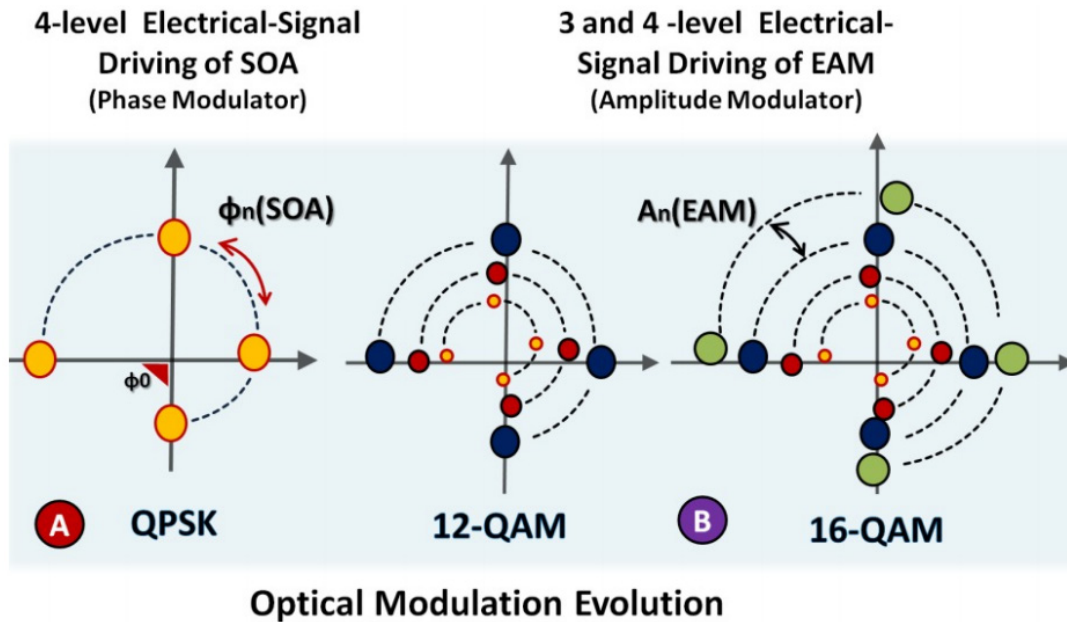 4-level Electrical-Signal
Driving of SOA
(Phase Modulator)
3 and 4 -level Electrical-
Signal Driving of EAM
(Amplitude Modulator)
ϕn(SOA)
An(EAM)
ϕ0
A
QPSK
12-QAM
B
16-QAM
Optical Modulation Evolution